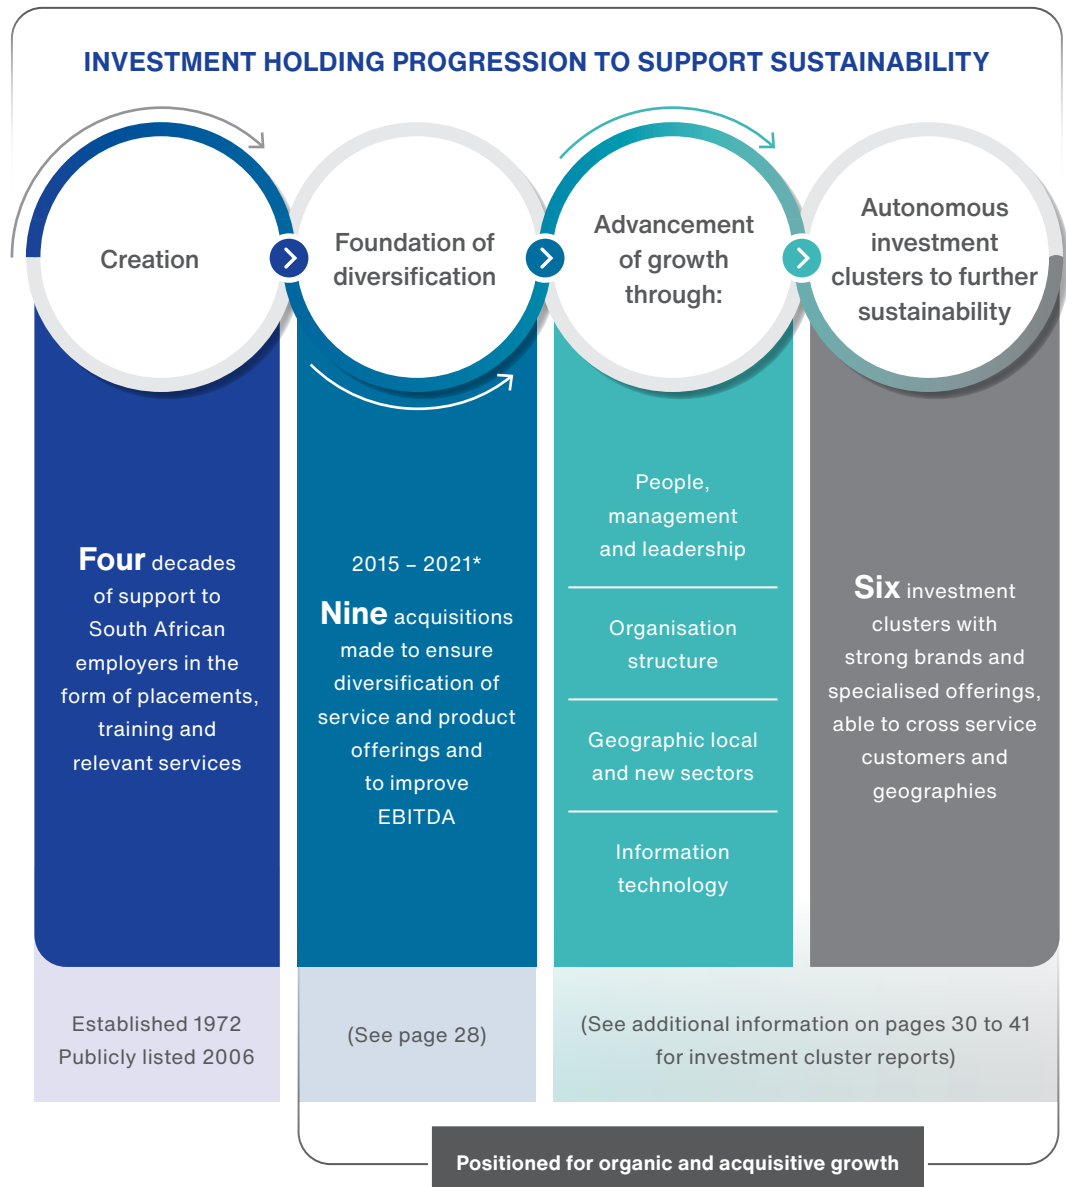 INVESTMENT HOLDING PROGRESSION TO SUPPORT SUSTAINABILITY
Creation
Foundation of
diversification
Advancement
of growth
through:
Autonomous
investment
clusters to further
sustainability
Four decades
of support to
South African
employers in the
form of placements,
training and
relevant services
2015 – 2021*
Nine acquisitions
made to ensure
diversification of
service and product
offerings and
to improve
EBITDA
People,
management
and leadership
Organisation
structure
Geographic local
and new sectors
Information
technology
Six investment
clusters with
strong brands and
specialised offerings,
able to cross service
customers and
geographies
Established 1972
Publicly listed 2006
(See page 28)
(See additional information on pages 30 to 41
for investment cluster reports)
Positioned for organic and acquisitive growth